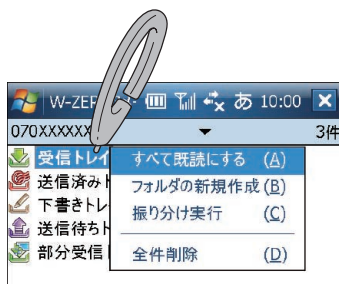 W-ZE あ 10:00
070XXXXXX 3件
受信トレイ
送信済み
下書きトレ
送信待ち
部分受信
すべて既読にする (A)
フォルダの新規作成(B)
振り分け実行 (C)
全件削除 (D)